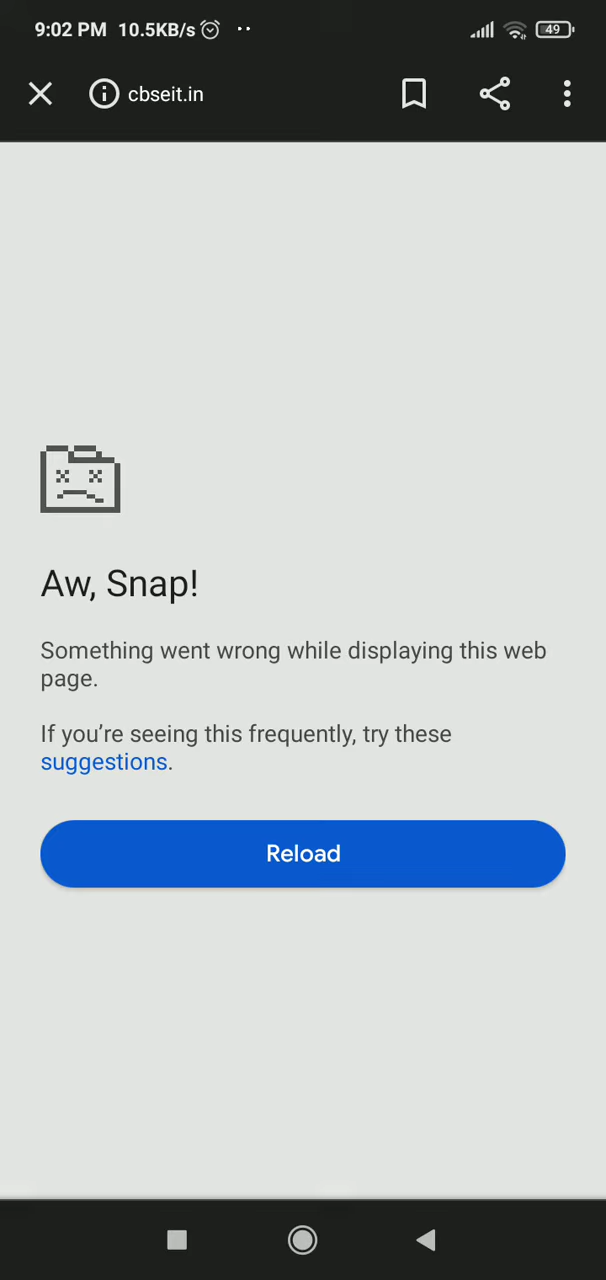 9:02 PM 10.5KB/s 49
cbseit.in
Aw, Snap!
Something went wrong while displaying this web
page.
If you’re seeing this frequently, try these
suggestions.
Reload